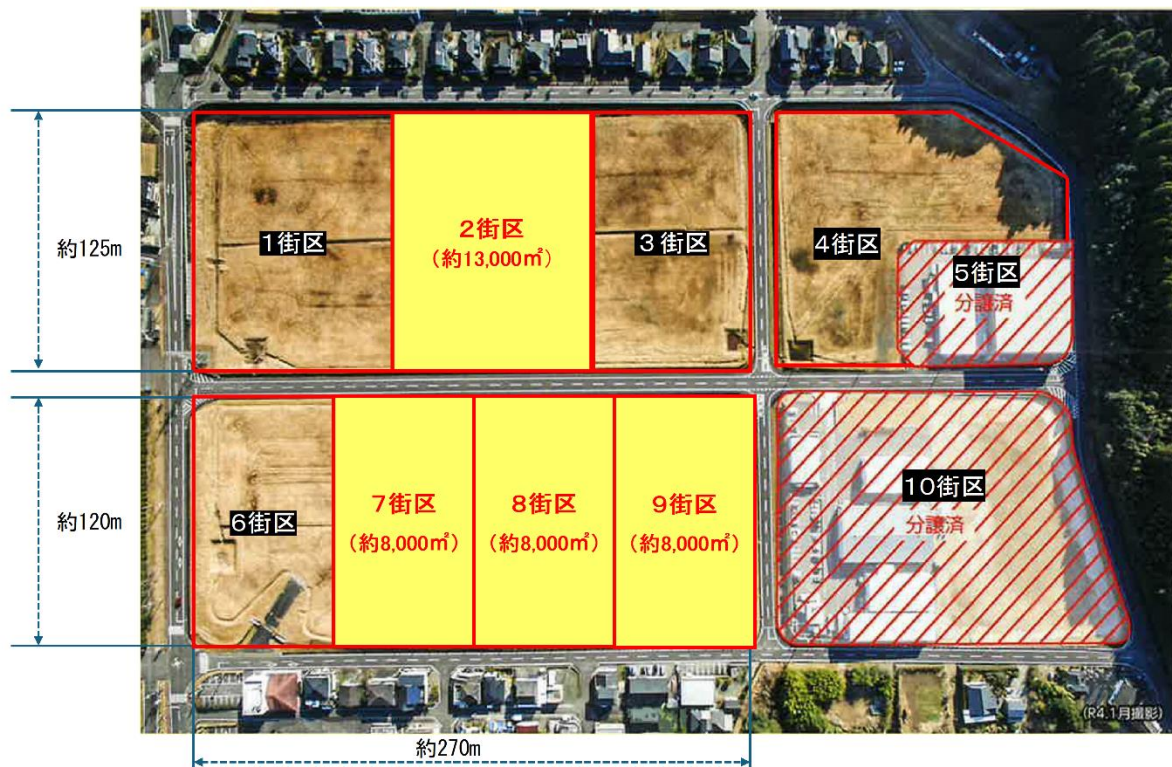 約125m
1街区
2街区
(約13,000㎡)
3街区
4街区
5街区
分譲済
約120m
6街区
7街区
(約8,000㎡)
8街区
(約8,000㎡)
9街区
(約8,000㎡)
10街区
分譲済
(R4.1月撮影)
約270m